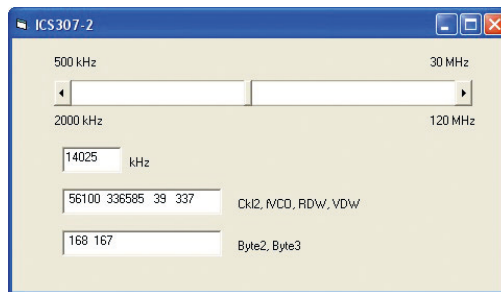 ICS307-2
500 kHz 30 MHz
2000 kHz 120 MHz
14025 kHz
56100 336585 39 337 Ckl2, fVCO, RDW, VDW
168 167 Byte2, Byte3